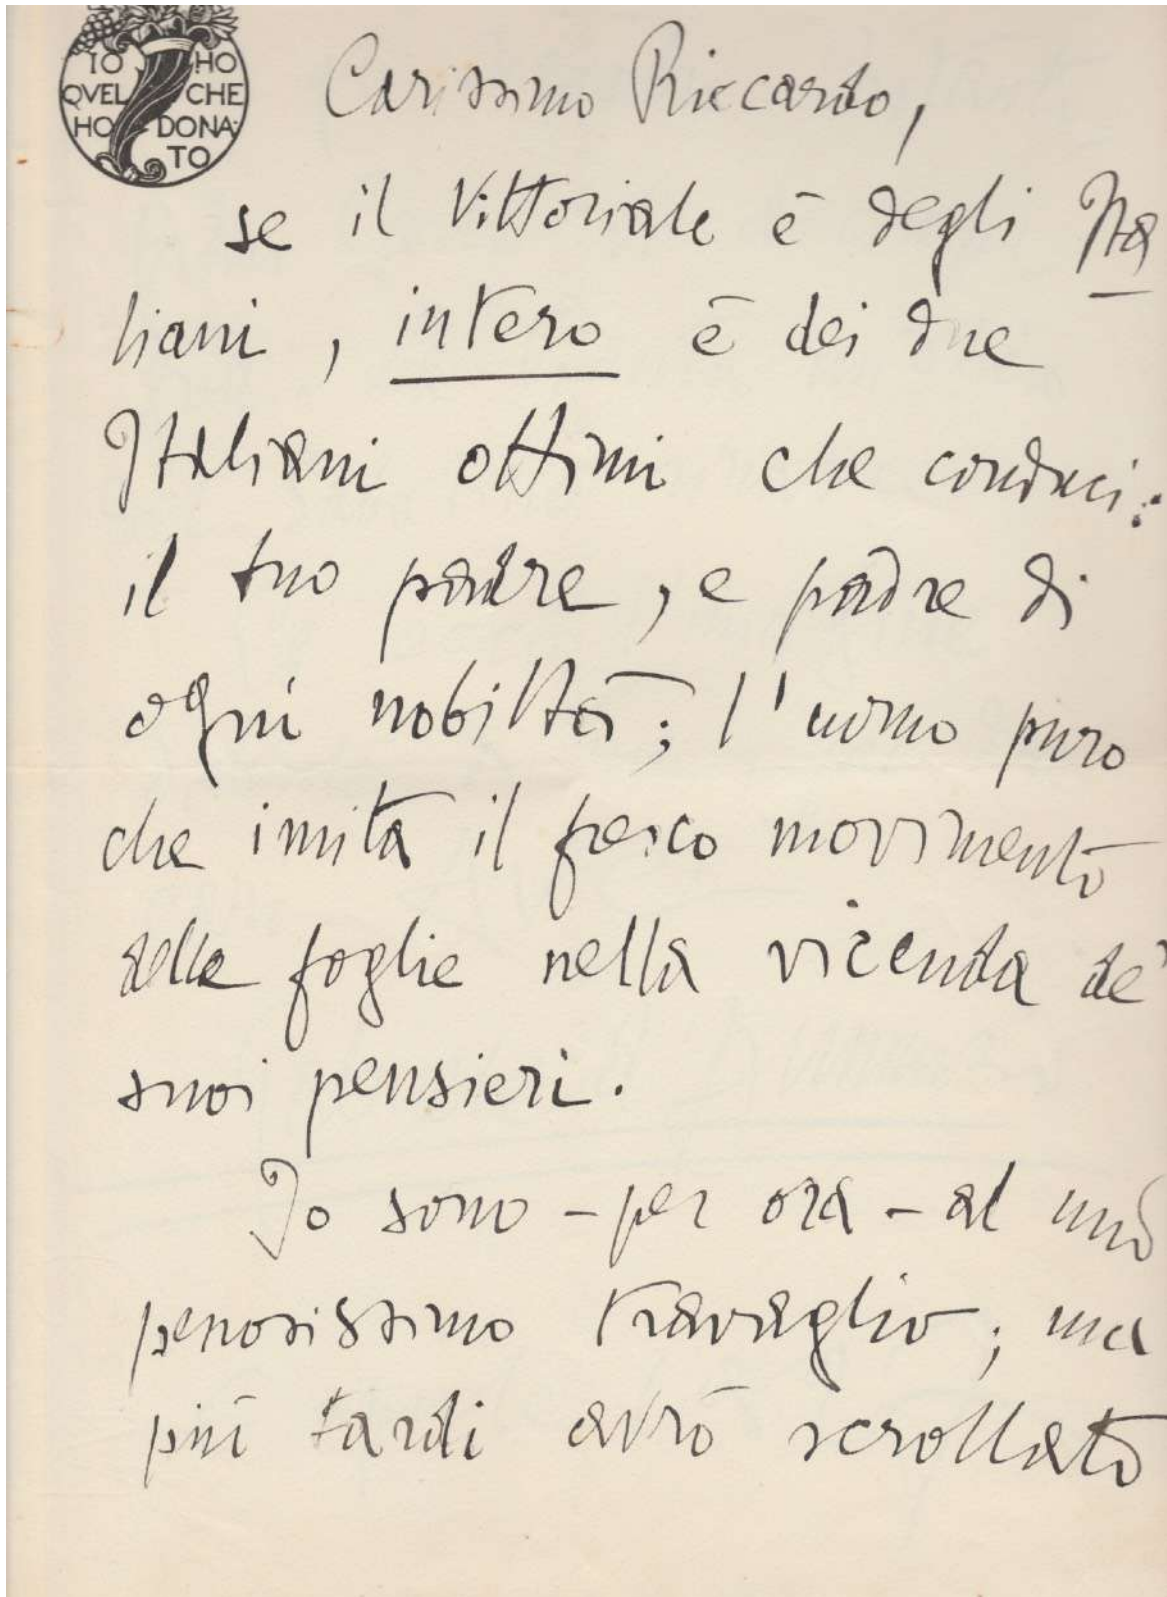 IO HO
QVEL CHE
HO DONA-
TO
Carissimo Riccardo,
se il Vittoriale è degli Ita
liani, intero è dei due
Italiani ottimi che conduci:
il tuo padre, e padre di
ogni nobiltà; l'uomo puro
che imita il fresco movimento
delle foglie nella vicenda de'
suoi pensieri.
Io sono - per ora - al mio
penosissimo travaglio; ma
più tardi avrò scrollato